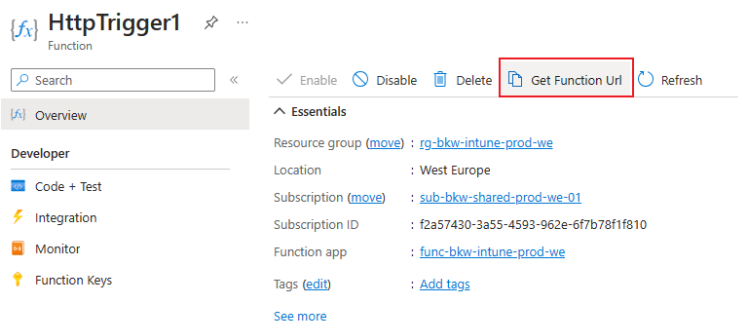 {fx} HttpTrigger1 ...
Function
Search «
Enable Disable Delete Get Function Url Refresh
[fx] Overview
Essentials
Developer
Resource group (move) : rg-bkw-intune-prod-we
Location : West Europe
Code + Test
Subscription (move) : sub-bkw-shared-prod-we-01
Integration
Subscription ID : f2a57430-3a55-4593-962e-6f7b78f1f810
Monitor
Function app : func-bkw-intune-prod-we
Function Keys
Tags (edit) : Add tags
See more